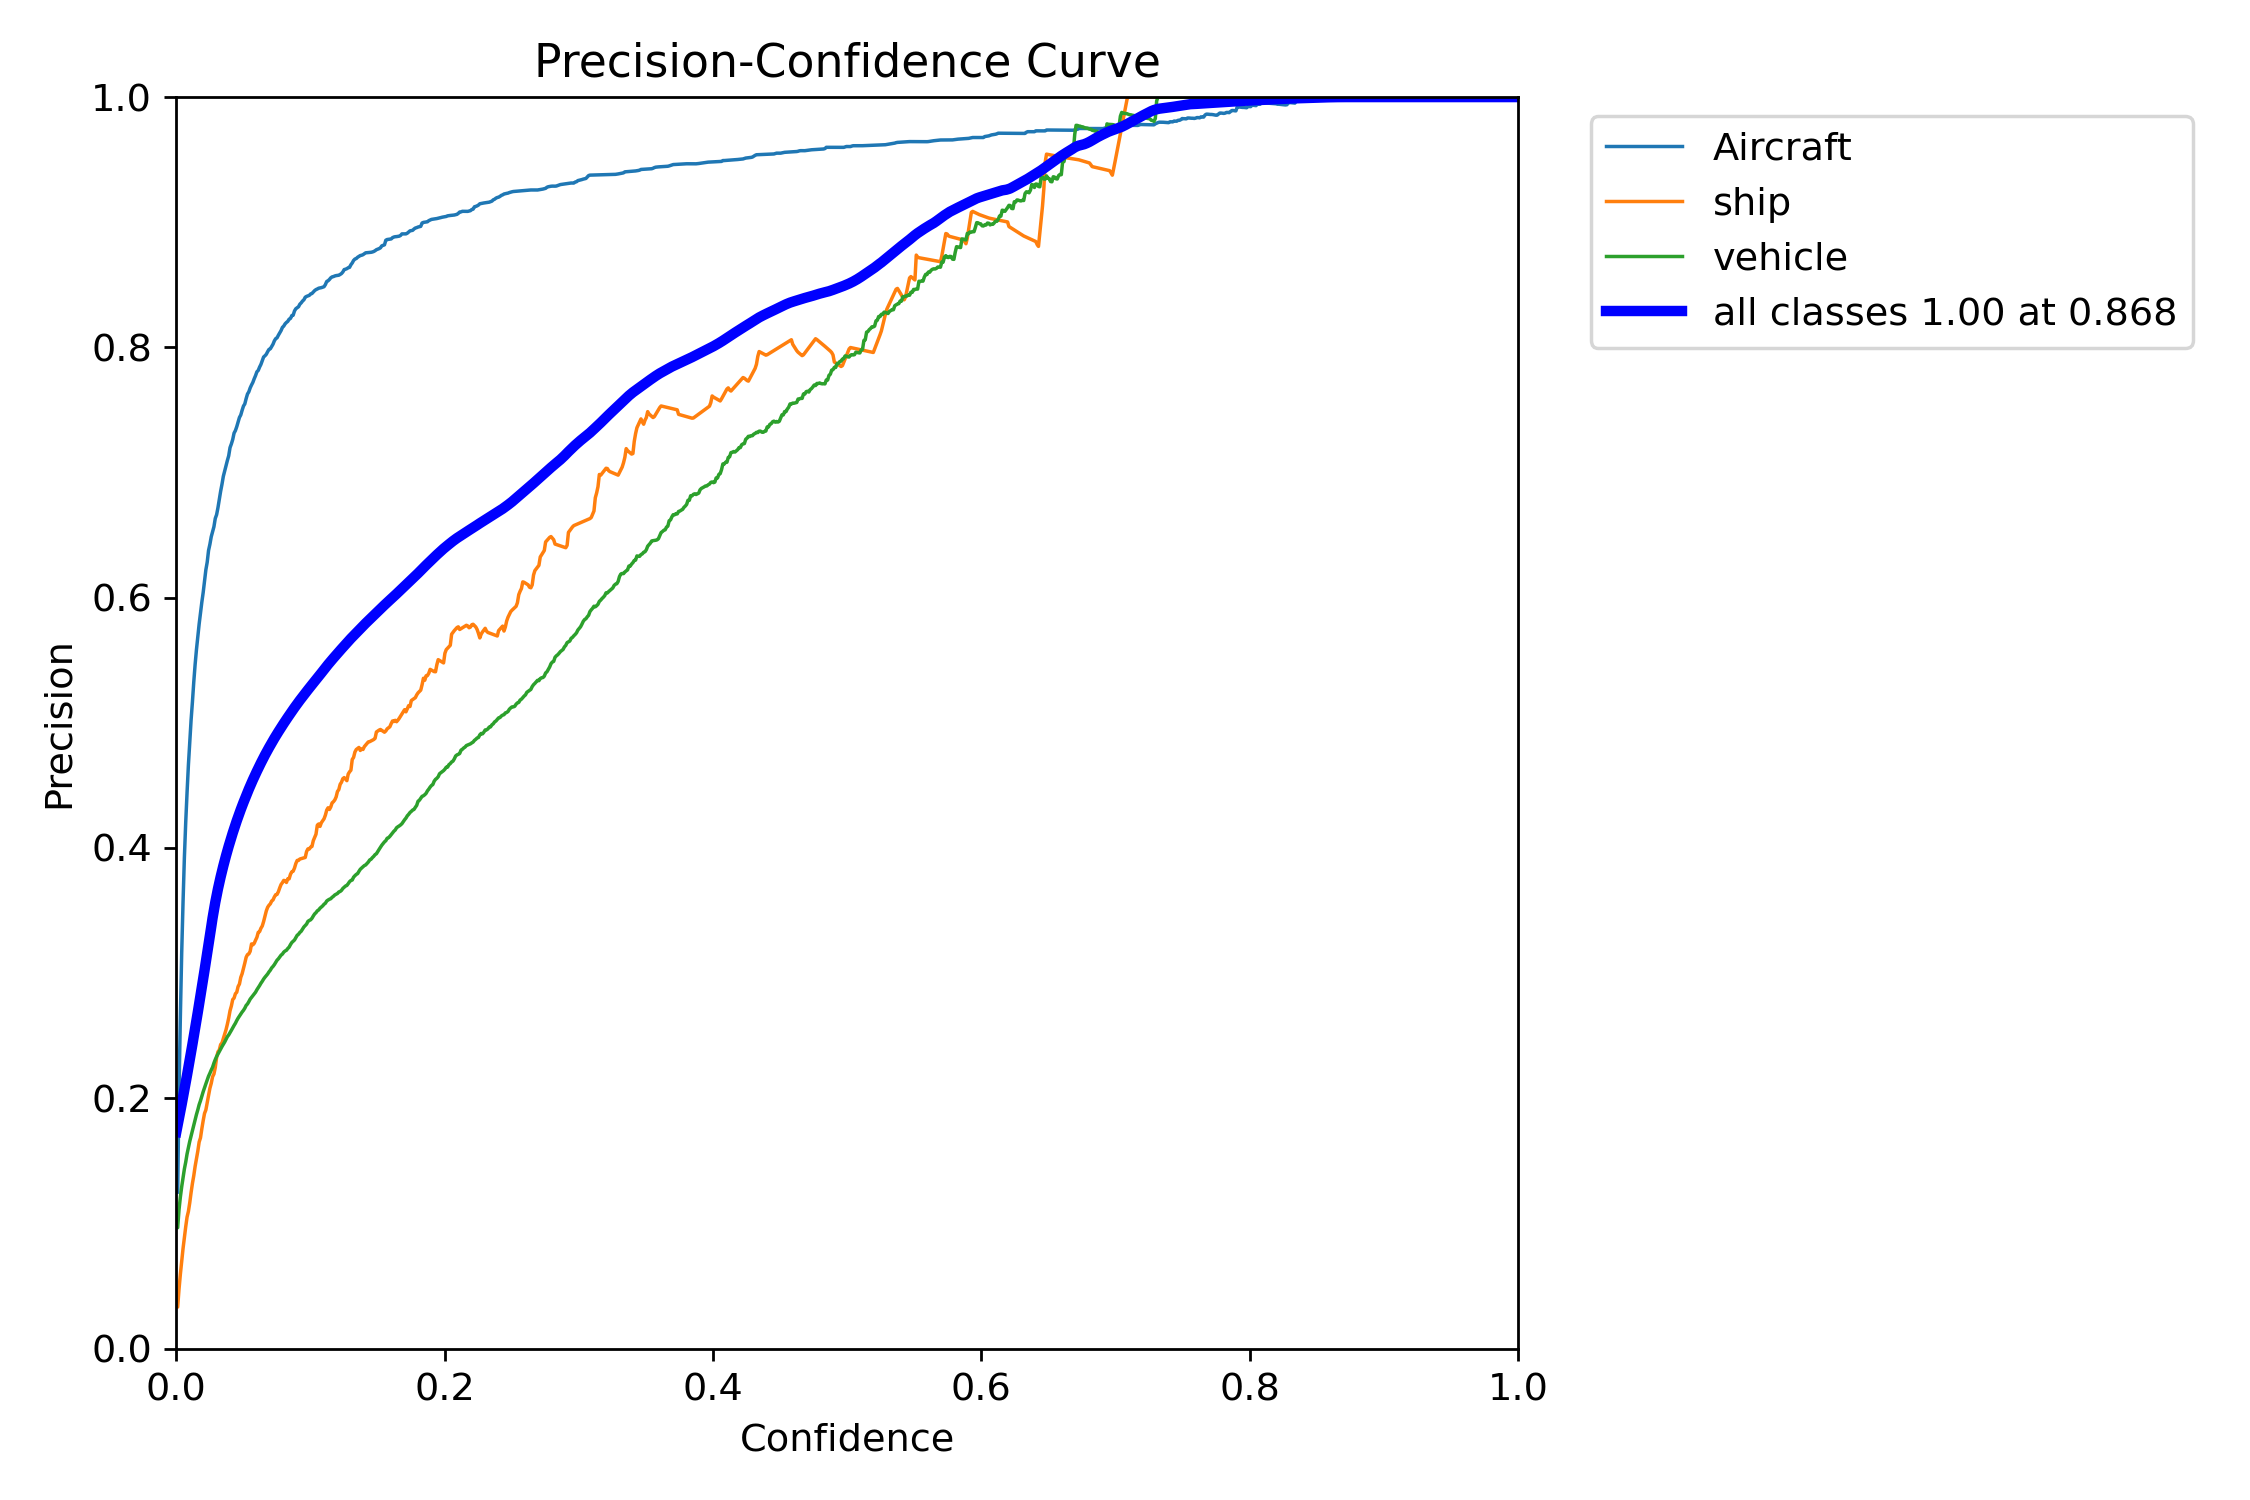 Precision-Confidence Curve
1.0
0.8
0.6
0.4
0.2
0.0
Precision
0.0 0.2 0.4 0.6 0.8 1.0
Confidence
Aircraft
ship
vehicle
all classes 1.00 at 0.868